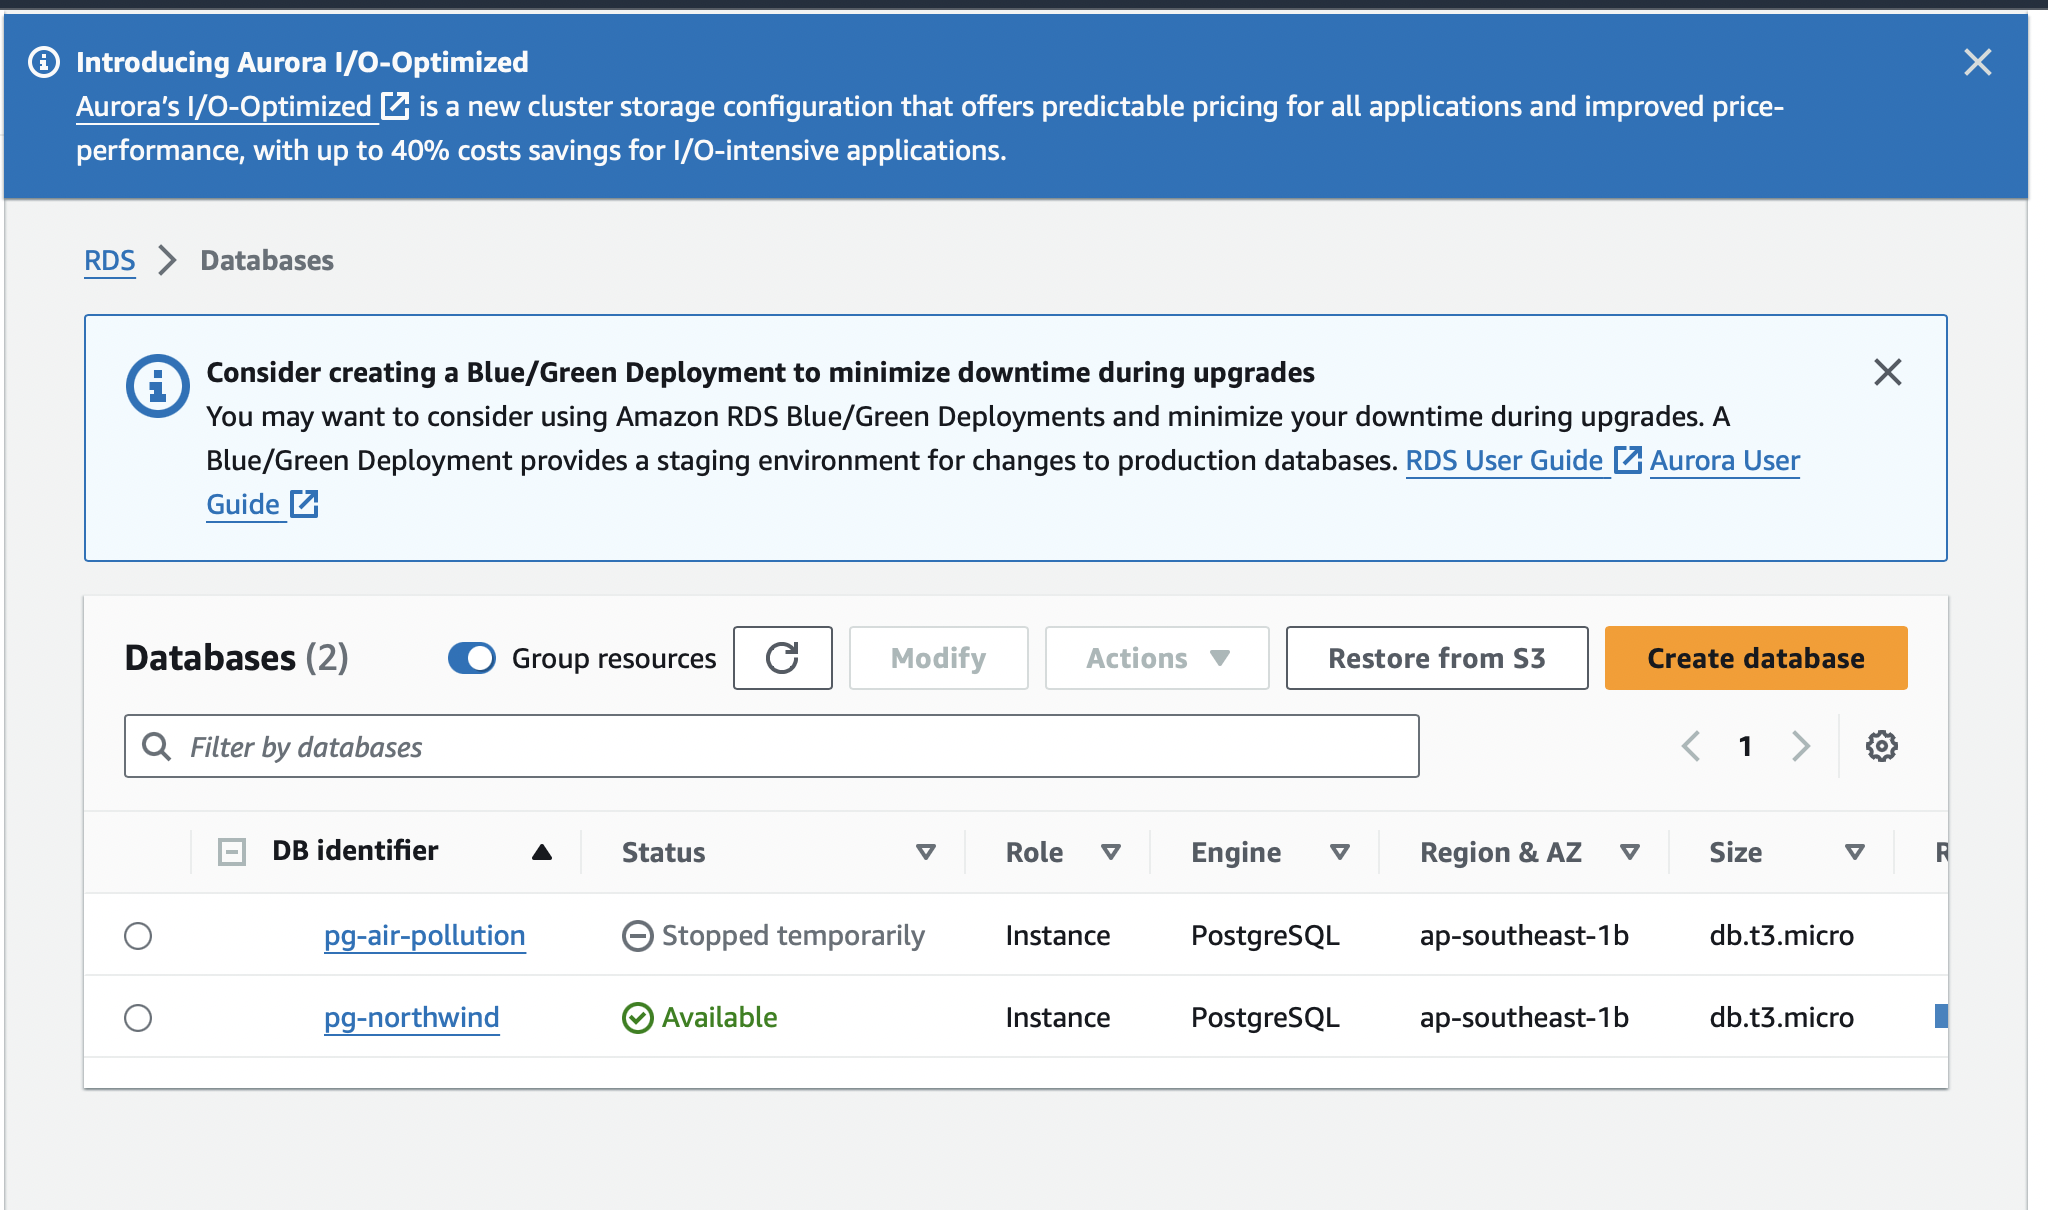 Introducing Aurora I/O-Optimized
Aurora's I/O-Optimized is a new cluster storage configuration that offers predictable pricing for all applications and improved price-
performance, with up to 40% costs savings for I/O-intensive applications.
RDS Databases
Consider creating a Blue/Green Deployment to minimize downtime during upgrades
You may want to consider using Amazon RDS Blue/Green Deployments and minimize your downtime during upgrades. A
Blue/Green Deployment provides a staging environment for changes to production databases. RDS User Guide Aurora User
Guide
Databases (2) Group resources Modify Actions Restore from S3 Create database
Filter by databases 1
DB identifier Status Role Engine Region & AZ Size
pg-air-pollution Stopped temporarily Instance PostgreSQL ap-southeast-1b db.t3.micro
pg-northwind Available Instance PostgreSQL ap-southeast-1b db.t3.micro